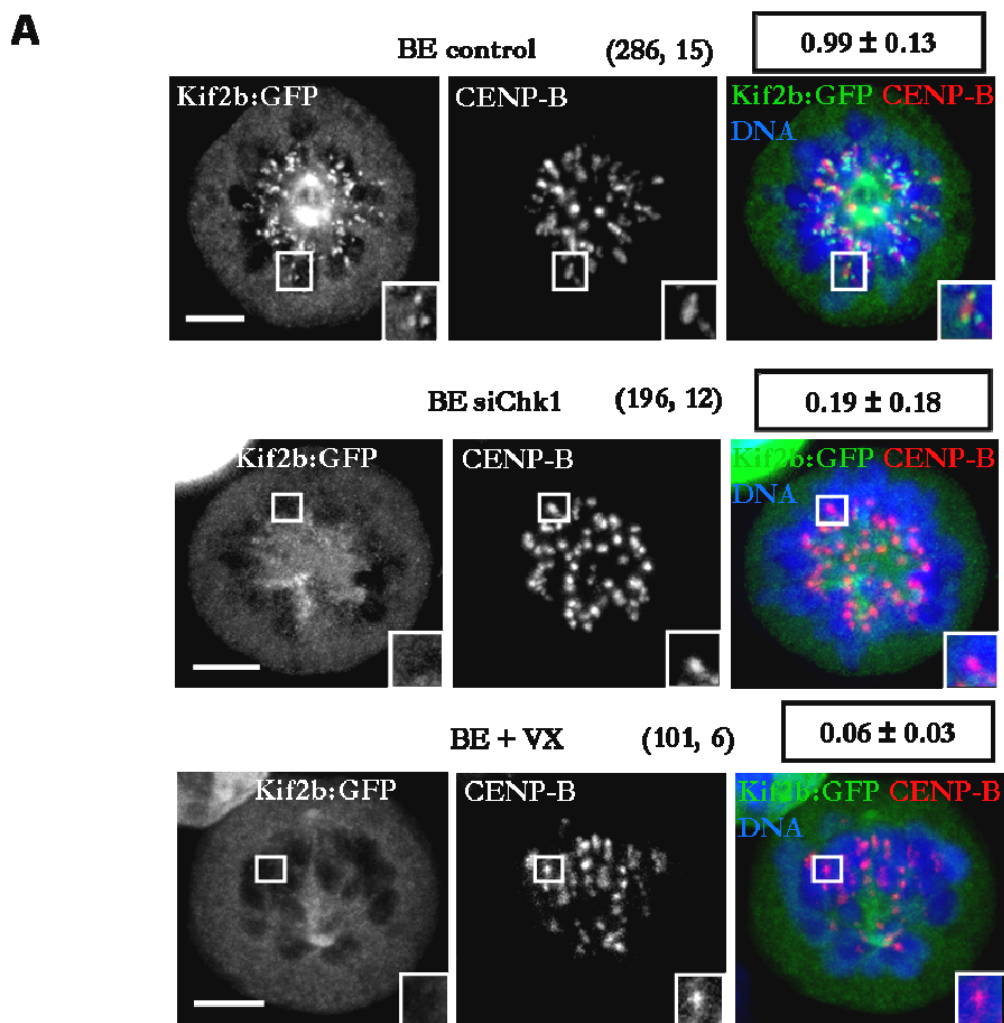 A
BE control (286, 15) 0.99 ± 0.13
Kif2b:GFP CENP-B Kif2b:GFP CENP-B
DNA
BE siChk1 (196, 12) 0.19 ± 0.18
Kif2b:GFP CENP-B Kif2b:GFP CENP-B
DNA
BE + VX (101, 6) 0.06 ± 0.03
Kif2b:GFP CENP-B Kif2b:GFP CENP-B
DNA